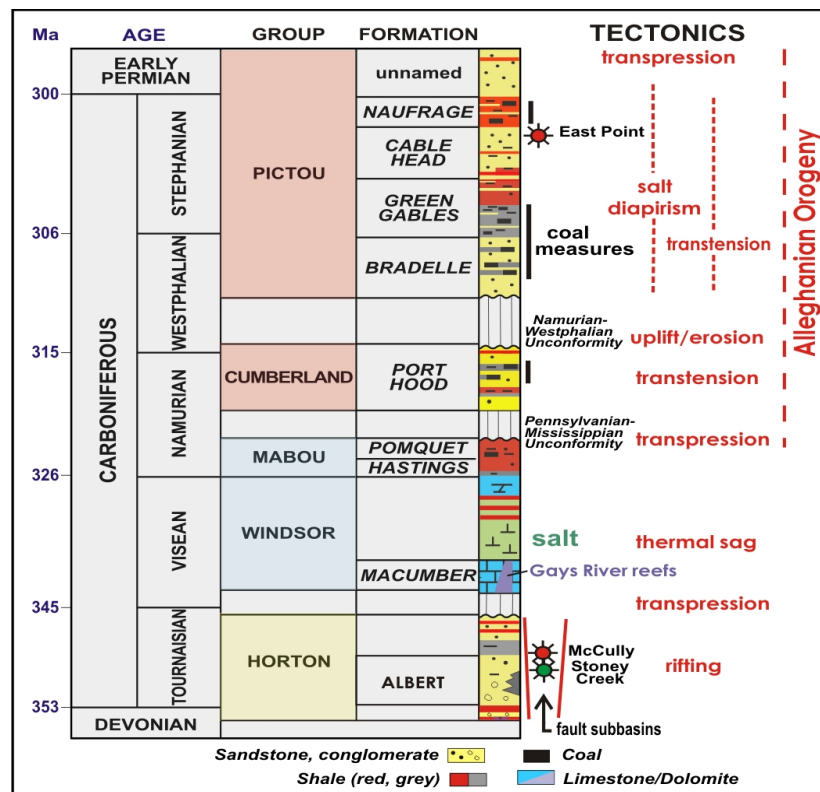 Ma AGE GROUP FORMATION TECTONICS
EARLY
PERMIAN
unnamed
transpression
300
CARBONIFEROUS
STEPHANIAN
PICTOU
NAUFRAGE
East Point
CABLE
HEAD
GREEN
GABLES
salt
diapirism
coal
measures
transtension
Alleghanian Orogeny
306
WESTPHALIAN
BRADELLE
Namurian-
Westphalian
Unconformity
uplift/erosion
315
NAMURIAN
CUMBERLAND
PORT
HOOD
transtension
Pennsylvanian-
Mississippian
Unconformity
transpression
MABOU
POMQUET
HASTINGS
326
VISEAN
WINDSOR
salt
thermal sag
MACUMBER
Gays River reefs
345
transpression
TOURNAISIAN
HORTON
McCully
Stoney
Creek
rifting
ALBERT
353
DEVONIAN
fault subbasins
Sandstone, conglomerate
Coal
Shale (red, grey)
Limestone/Dolomite